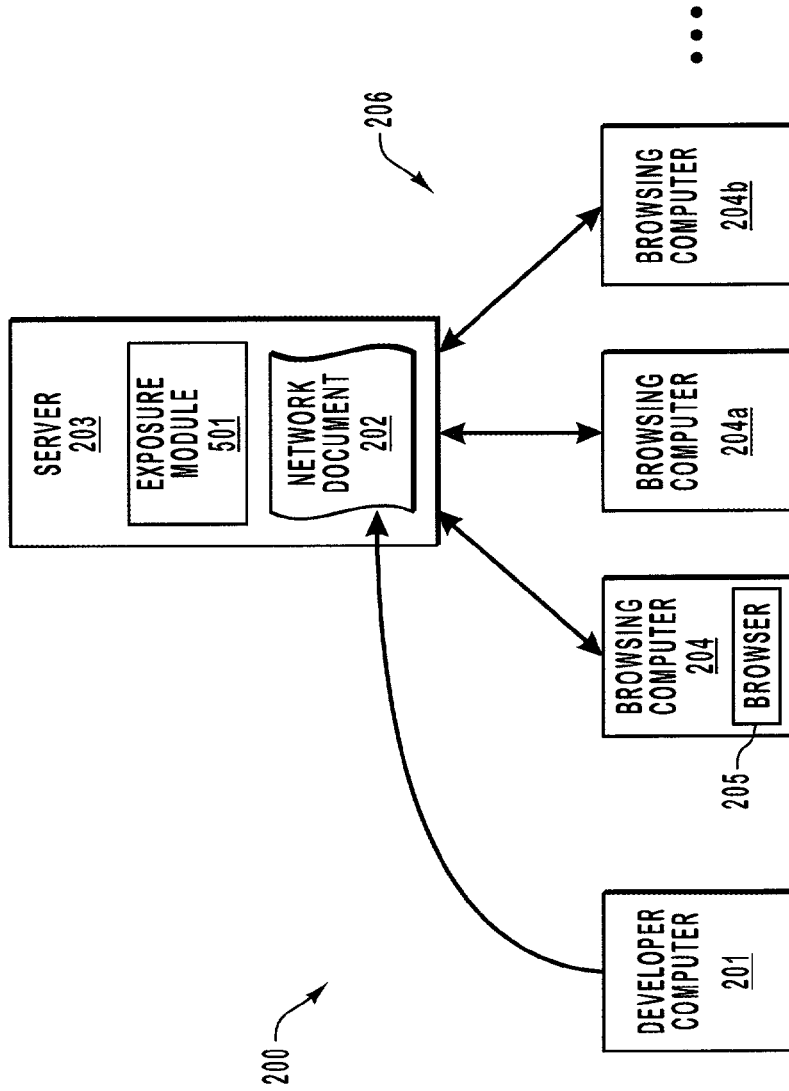 SERVER
203
EXPOSURE
MODULE
501
NETWORK
DOCUMENT
202
206
200
DEVELOPER
COMPUTER
201
BROWSING
COMPUTER
204
BROWSER
205
BROWSING
COMPUTER
204a
BROWSING
COMPUTER
204b